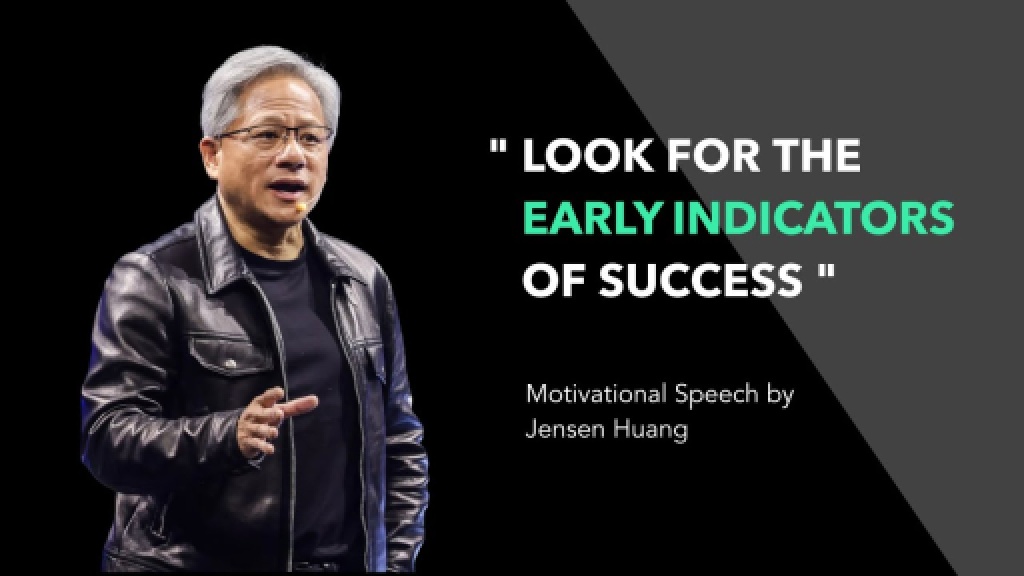 " LOOK FOR THE
EARLY INDICATORS
OF SUCCESS "
Motivational Speech by
Jensen Huang